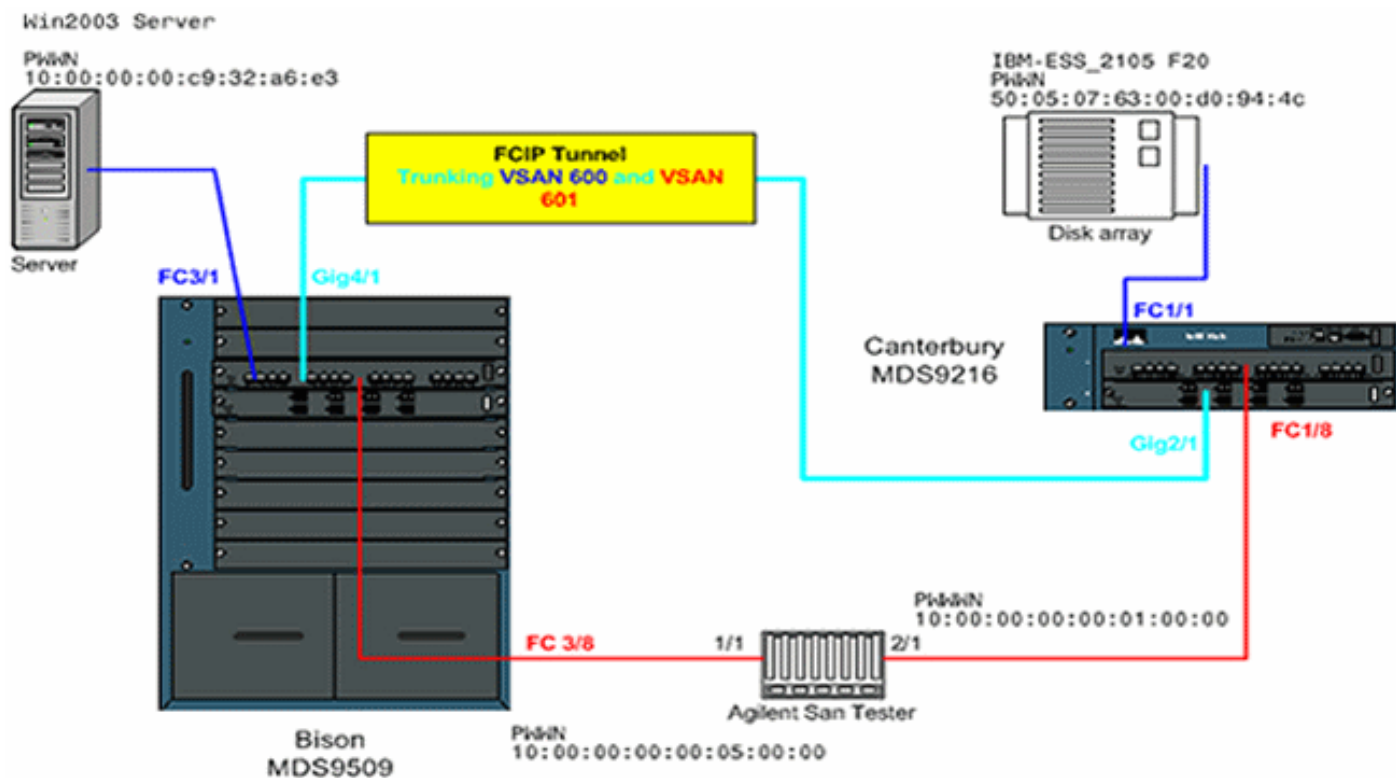 Win2003 Server
PWWN
10:00:00:00:c9:32:a6:e3
IBM-ESS_2105 F20
PWWN
50:05:07:63:00:d0:94:4c
FCIP Tunnel
Trunking VSAN 600 and VSAN
601
Server
Disk array
FC3/1
Gig4/1
FC1/1
Canterbury
MDS9216
Gig2/1
FC1/8
PWWWN
10:00:00:00:00:01:00:00
FC 3/8
1/1
2/1
Agilent San Tester
Bison
MDS9509
PWWN
10:00:00:00:00:05:00:00